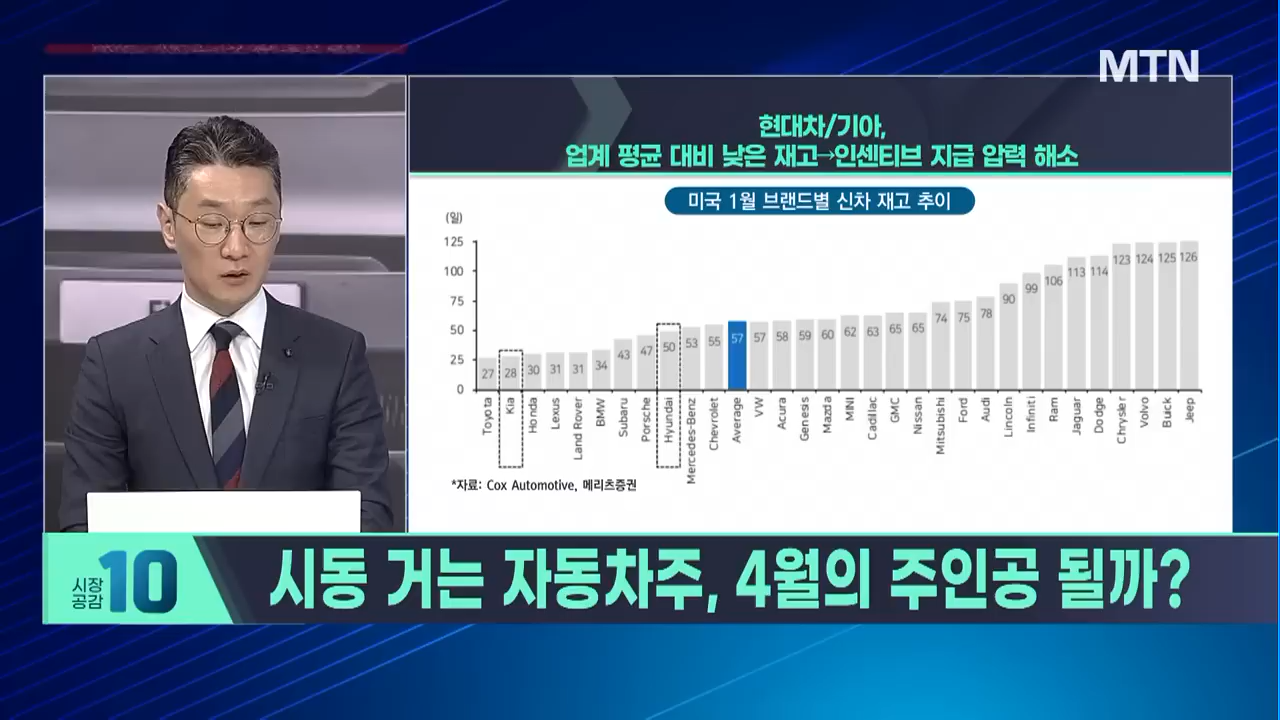 MTN
현대차/기아,
업계 평균 대비 낮은 재고→인센티브 지급 압력 해소
미국 1월 브랜드별 신차 재고 추이
(일)
125
100
75
50
25
0
27 28 30 31 31 34 43 47 50 53 55 57 57 58 59 60 62 63 65 65 74 75 78 90 99 106 113 114 123 124 125 126
Toyota Kia Honda Lexus Land Rover BMW Subaru Porsche Hyundai Mercedes-Benz Chevrolet Average VW Acura Genesis Mazda MINI Cadillac GMC Nissan Mitsubishi Ford Audi Lincoln Infiniti Ram Jaguar Dodge Chrysler Volvo Buick Jeep
*자료: Cox Automotive, 메리츠증권
시장
공감
10
시동 거는 자동차주, 4월의 주인공 될까?